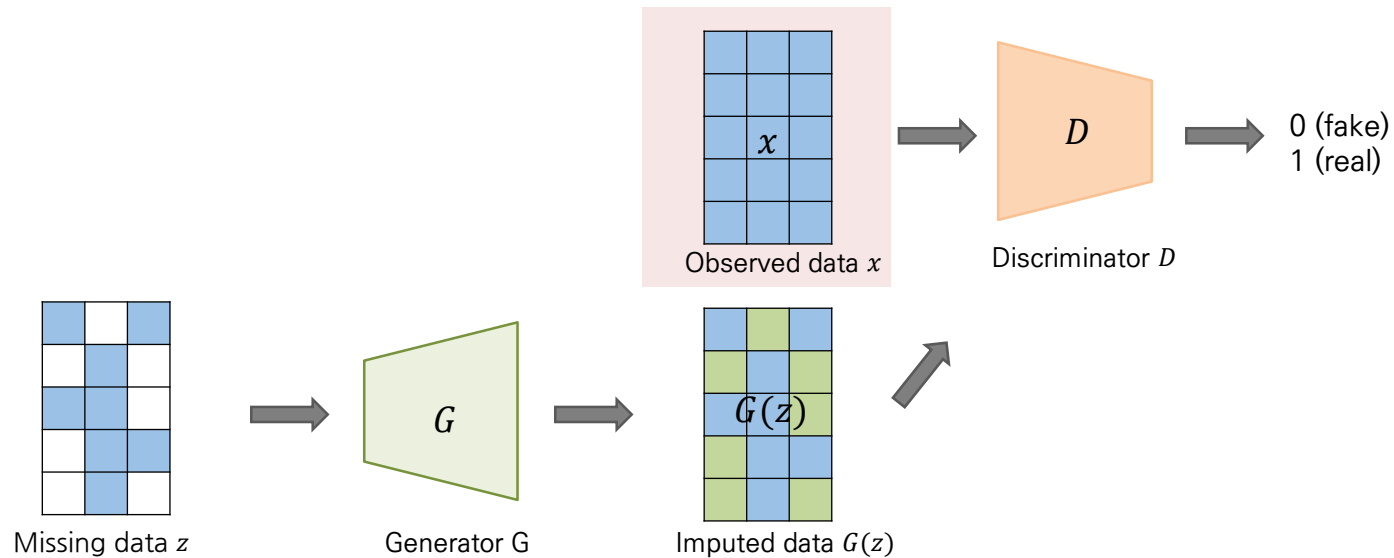 x
Observed data x
D
Discriminator D
0 (fake)
1 (real)
Missing data z
G
Generator G
G(z)
Imputed data G(z)